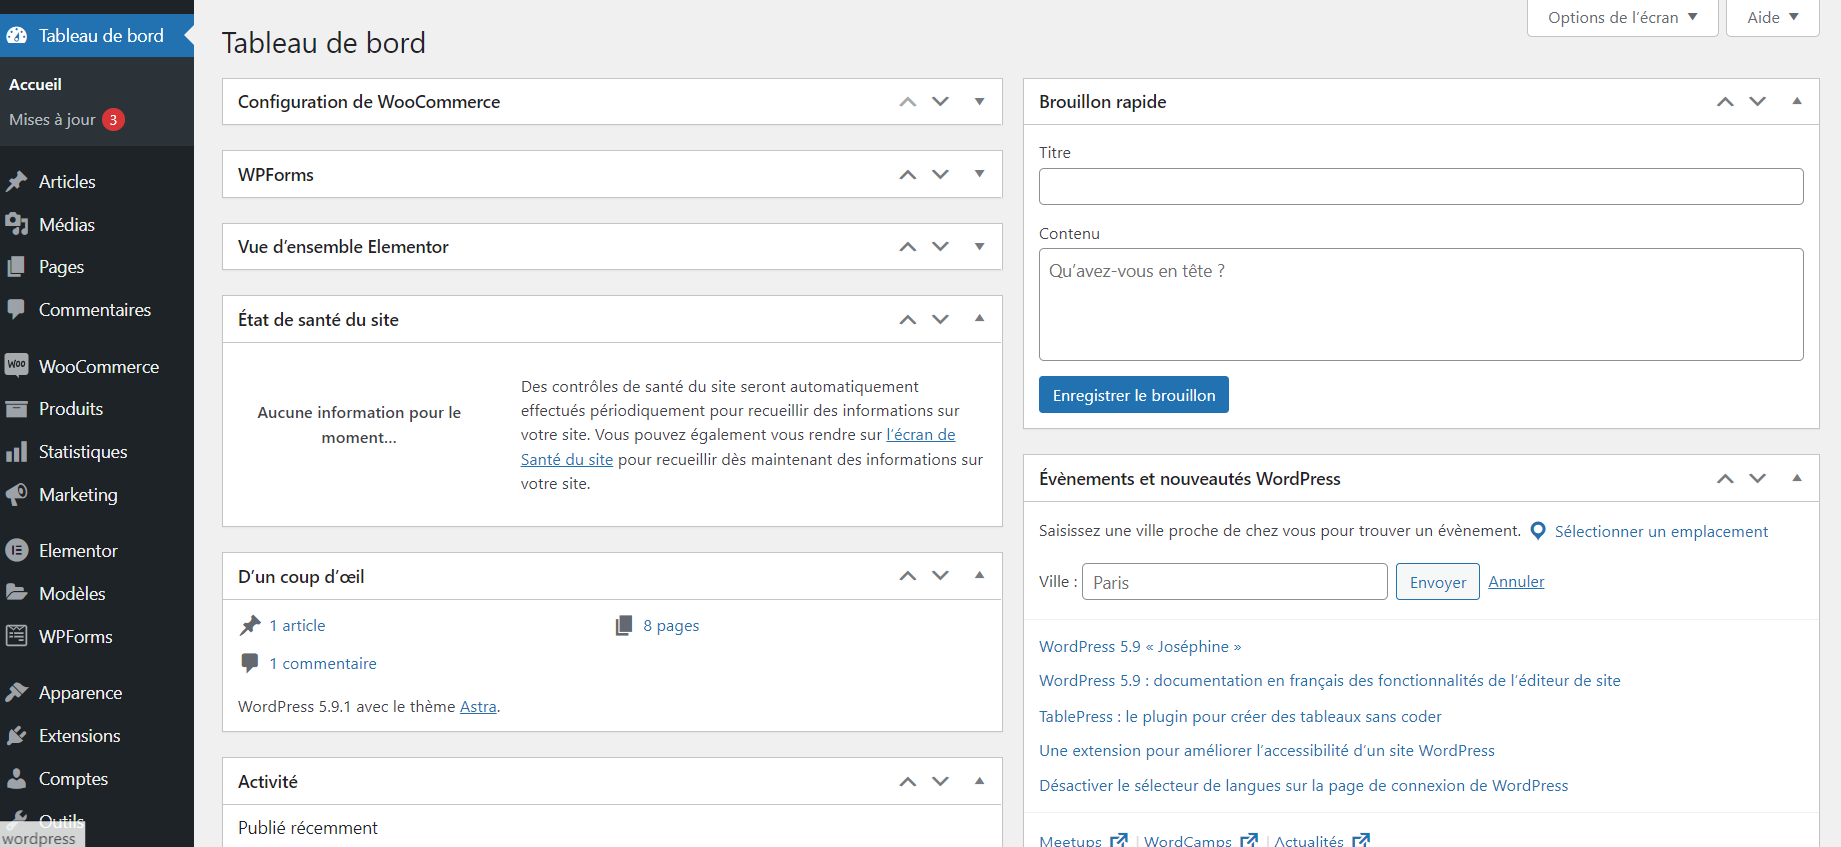 Tableau de bord
Accueil
Mises à jour 3
Articles
Médias
Pages
Commentaires
Woo WooCommerce
Produits
Statistiques
Marketing
Elementor
Modèles
WPForms
Apparence
Extensions
Comptes
Outils
wordpress
Options de l’écran
Aide
Tableau de bord
Configuration de WooCommerce
WPForms
Vue d’ensemble Elementor
État de santé du site
Aucune information pour le
moment…
Des contrôles de santé du site seront automatiquement
effectués périodiquement pour recueillir des informations sur
votre site. Vous pouvez également vous rendre sur l’écran de
Santé du site pour recueillir dès maintenant des informations sur
votre site.
D’un coup d’œil
1 article
8 pages
1 commentaire
WordPress 5.9.1 avec le thème Astra.
Activité
Publié récemment
Brouillon rapide
Titre
Contenu
Qu’avez-vous en tête ?
Enregistrer le brouillon
Évènements et nouveautés WordPress
Saisissez une ville proche de chez vous pour trouver un évènement. Sélectionner un emplacement
Ville : Paris Envoyer Annuler
WordPress 5.9 « Joséphine »
WordPress 5.9 : documentation en français des fonctionnalités de l’éditeur de site
TablePress : le plugin pour créer des tableaux sans coder
Une extension pour améliorer l’accessibilité d’un site WordPress
Désactiver le sélecteur de langues sur la page de connexion de WordPress
Meetups | WordCamps | Actualités